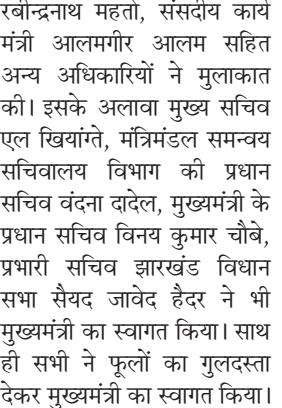 रबीन्द्रनाथ महतो, संसदीय कार्य
मंत्री आलमगीर आलम सहित
अन्य अधिकारियों ने मुलाकात
की। इसके अलावा मुख्य सचिव
एल खियांग्ते, मंत्रिमंडल समन्वय
सचिवालय विभाग की प्रधान
सचिव वंदना दादेल, मुख्यमंत्री के
प्रधान सचिव विनय कुमार चौबे,
प्रभारी सचिव झारखंड विधान
सभा सैयद जावेद हैदर ने भी
मुख्यमंत्री का स्वागत किया। साथ
ही सभी ने फूलों का गुलदस्ता
देकर मुख्यमंत्री का स्वागत किया।